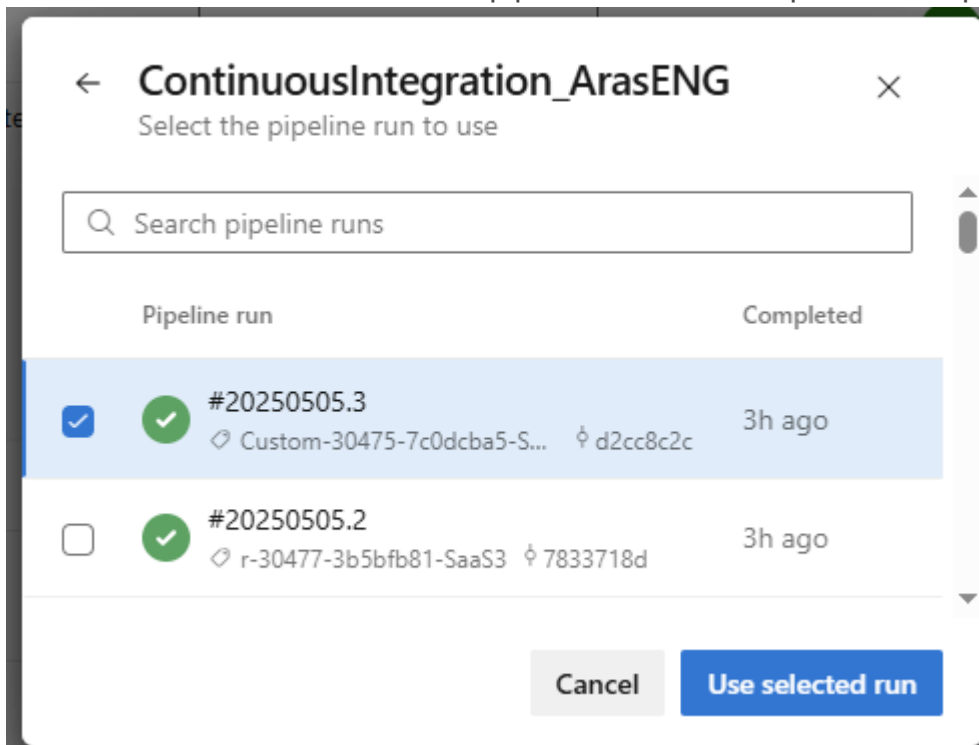 ContinuousIntegration_ArasENG
Select the pipeline run to use
Search pipeline runs
Pipeline run Completed
#20250505.3
Custom-30475-7c0dcba5-S... d2cc8c2c
3h ago
#20250505.2
r-30477-3b5bfb81-SaaS3 7833718d
3h ago
Cancel Use selected run